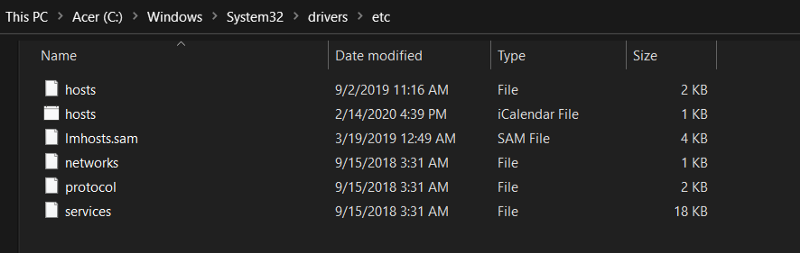 This PC > Acer (C:) > Windows > System32 > drivers > etc
Name Date modified Type Size
hosts 9/2/2019 11:16 AM File 2 KB
hosts 2/14/2020 4:39 PM iCalendar File 1 KB
lmhosts.sam 3/19/2019 12:49 AM SAM File 4 KB
networks 9/15/2018 3:31 AM File 1 KB
protocol 9/15/2018 3:31 AM File 2 KB
services 9/15/2018 3:31 AM File 18 KB